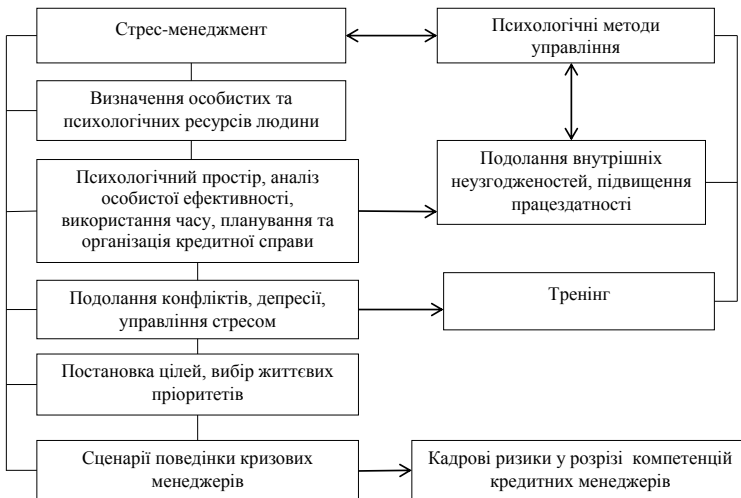 Стрес-менеджмент
Психологічні методи
управління
Визначення особистих та
психологічних ресурсів людини
Психологічний простір, аналіз
особистої ефективності,
використання часу, планування та
організація кредитної справи
Подолання внутрішніх
неузгодженостей, підвищення
працездатності
Подолання конфліктів, депресії,
управління стресом
Тренінг
Постановка цілей, вибір життєвих
пріоритетів
Сценарії поведінки кризових
менеджерів
Кадрові ризики у розрізі компетенцій
кредитних менеджерів